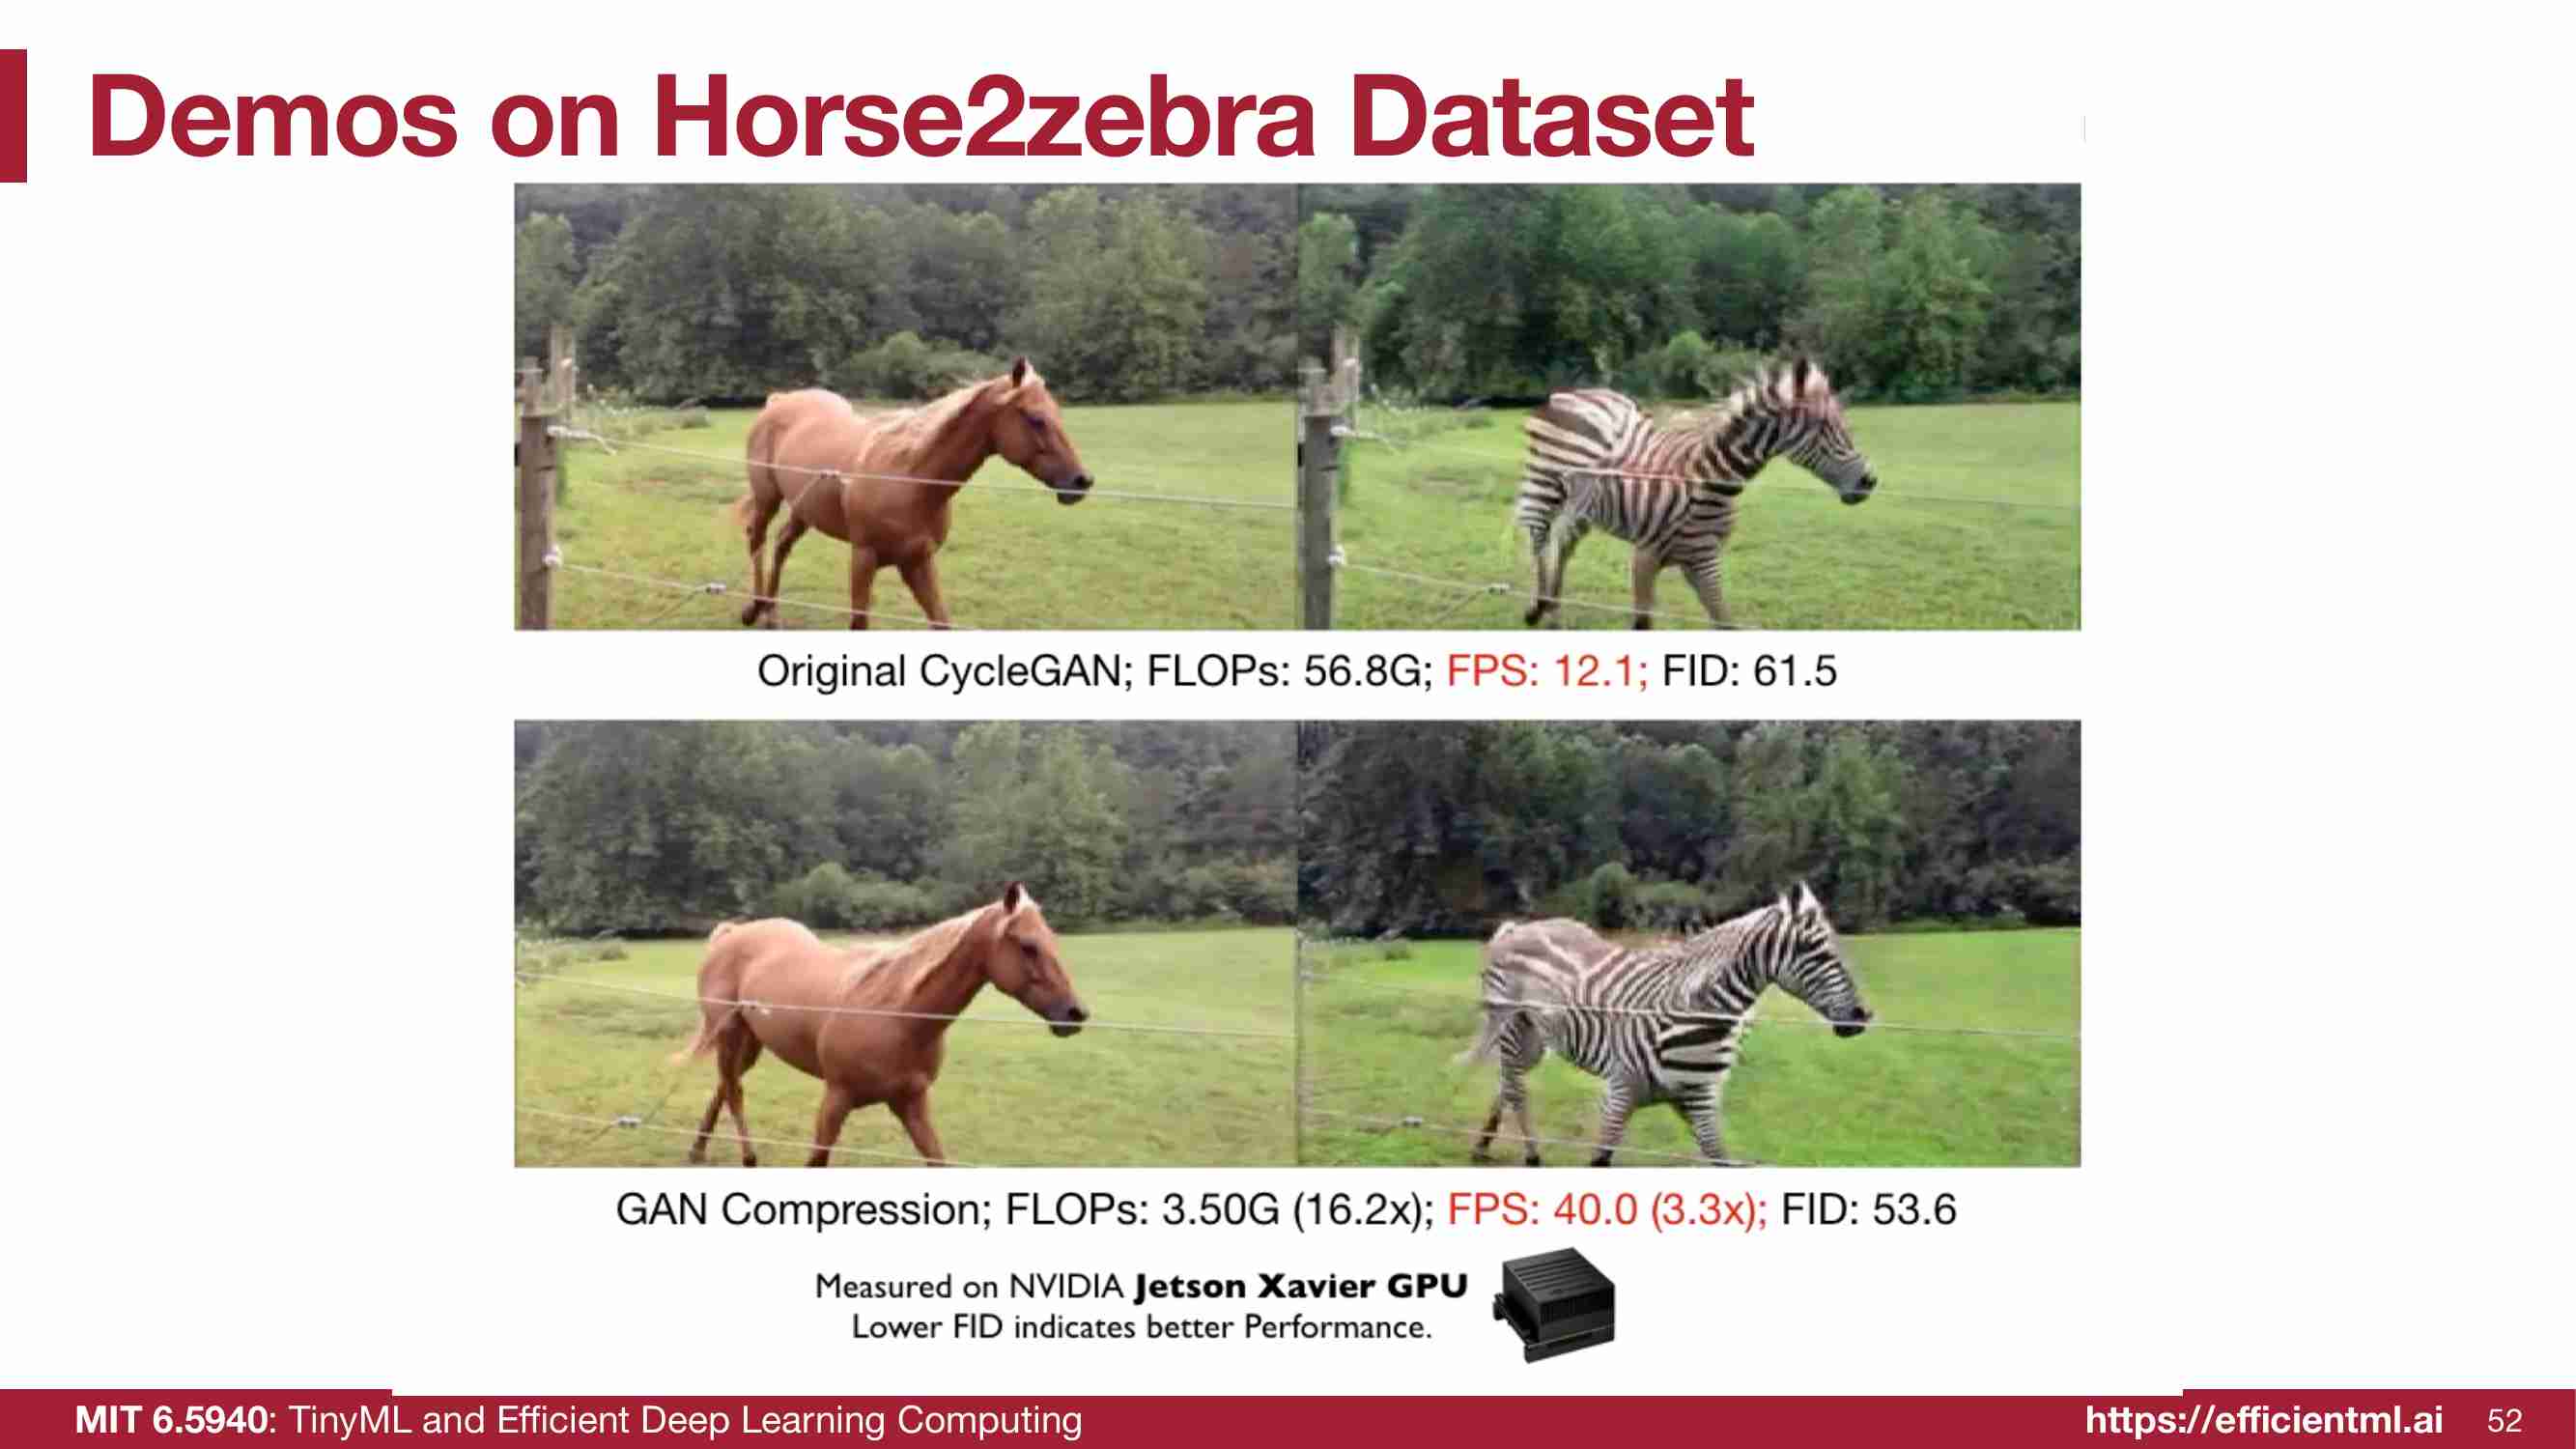 Demos on Horse2zebra Dataset
Original CycleGAN; FLOPs: 56.8G; FPS: 12.1; FID: 61.5
GAN Compression; FLOPs: 3.50G (16.2x); FPS: 40.0 (3.3x); FID: 53.6
Measured on NVIDIA Jetson Xavier GPU
Lower FID indicates better Performance.
MIT 6.5940: TinyML and Efficient Deep Learning Computing
https://efficientml.ai
52